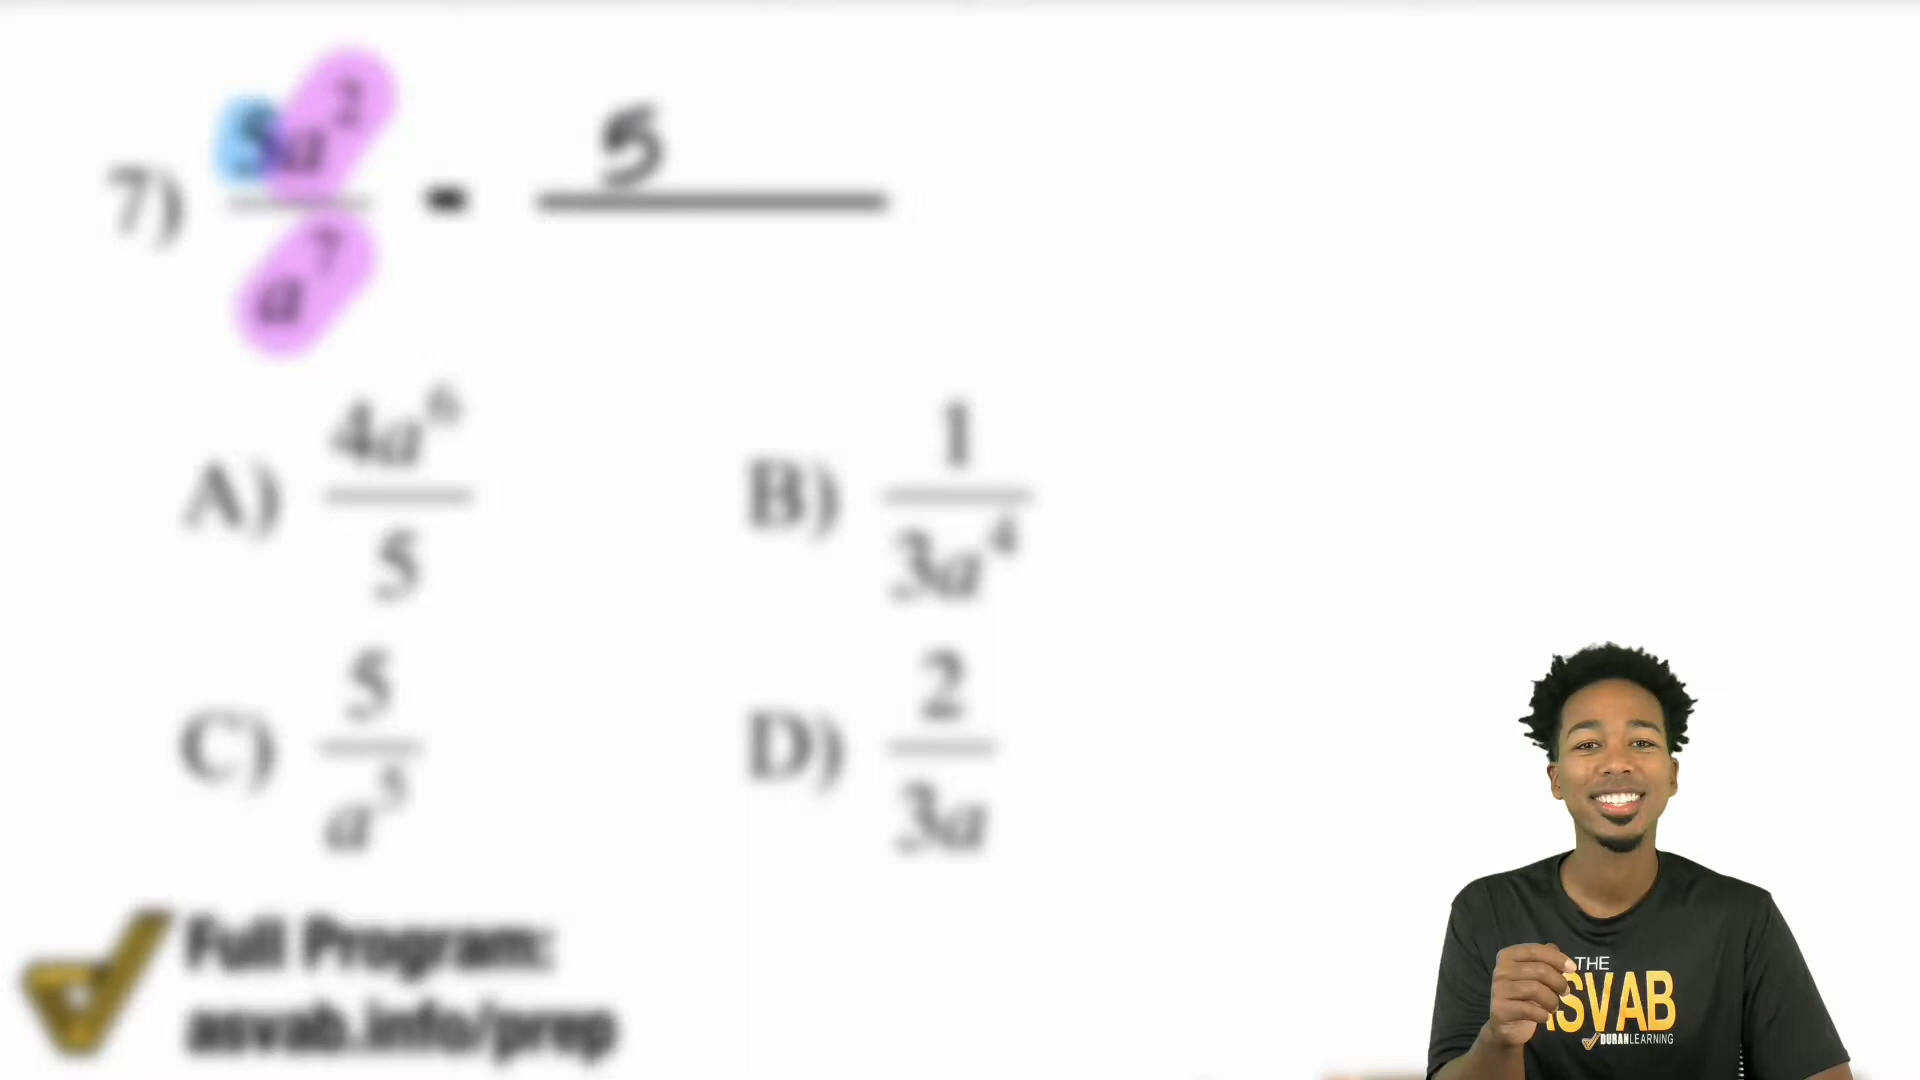 7) 5a² / a⁷ = 5
A) 4a⁶ / 5
B) 1 / 3a⁴
C) 5 / a⁵
D) 2 / 3a
Full Program:
asvab.info/prep
THE
ASVAB
DURAN LEARNING